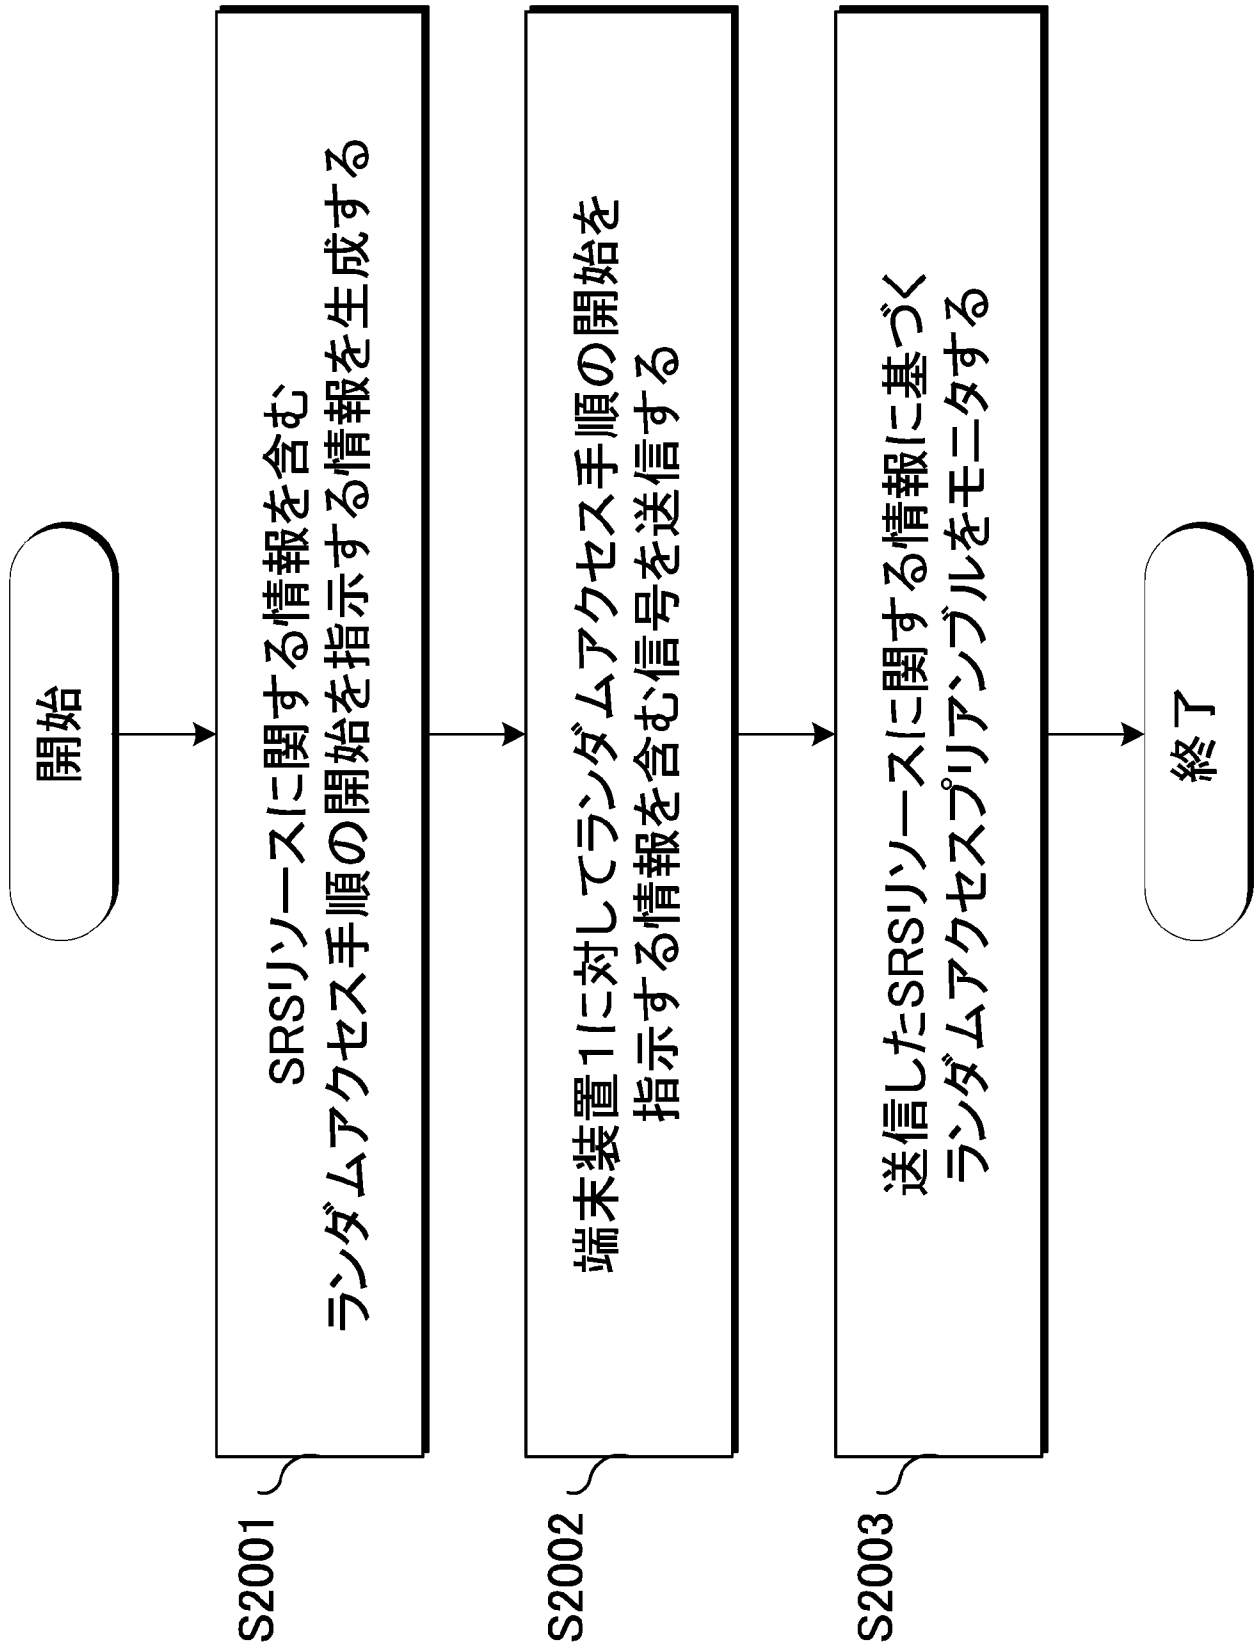 開始
S2001
SRSリソースに関する情報を含む
ランダムアクセス手順の開始を指示する情報を生成する
S2002
端末装置1に対してランダムアクセス手順の開始を
指示する情報を含む信号を送信する
S2003
送信したSRSリソースに関する情報に基づく
ランダムアクセスプリアンブルをモニタする
終了